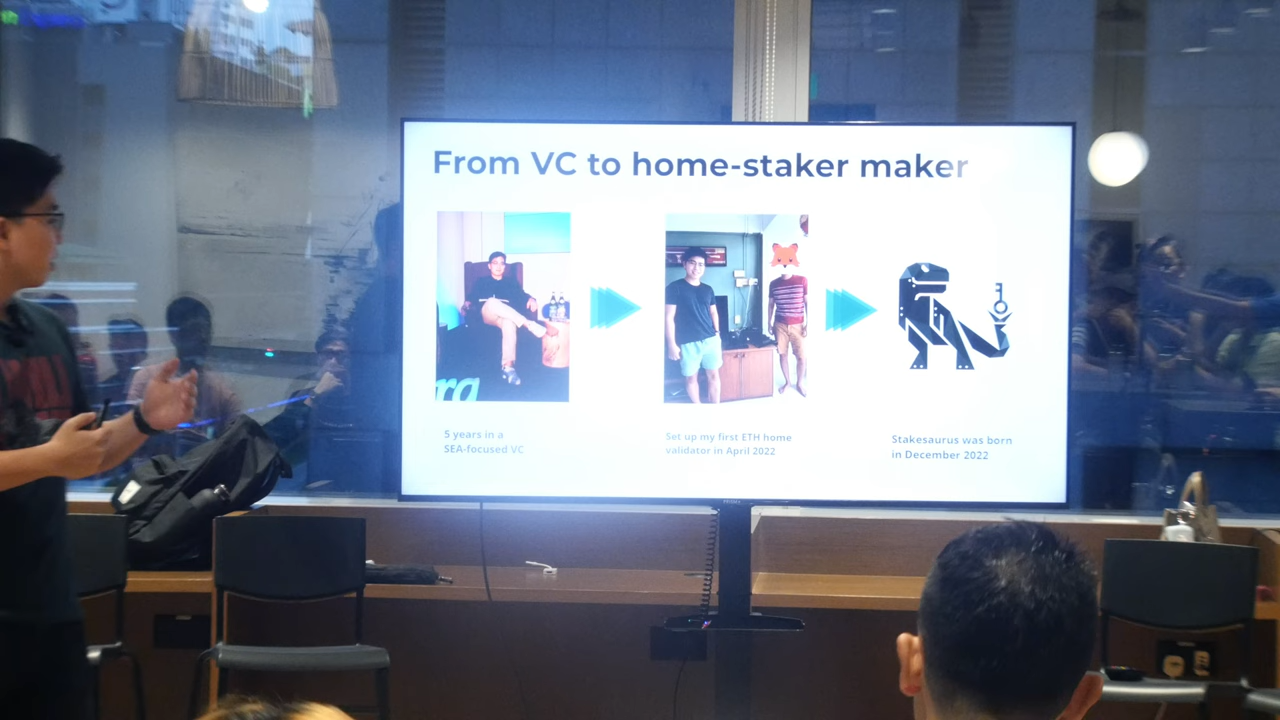 From VC to home-staker maker
rg
5 years in a
SEA-focused VC
Set up my first ETH home
validator in April 2022
Stakesaurus was born
in December 2022